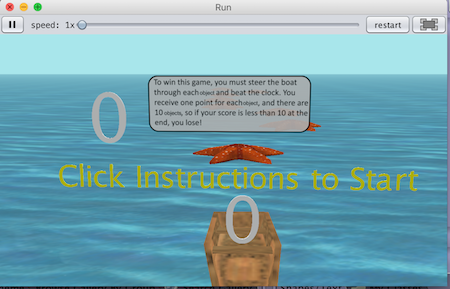 Run
speed: 1x
restart
To win this game, you must steer the boat
through each object and beat the clock. You
receive one point for each object, and there are
10 objects, so if your score is less than 10 at the
end, you lose!
0
Click Instructions to Start
0